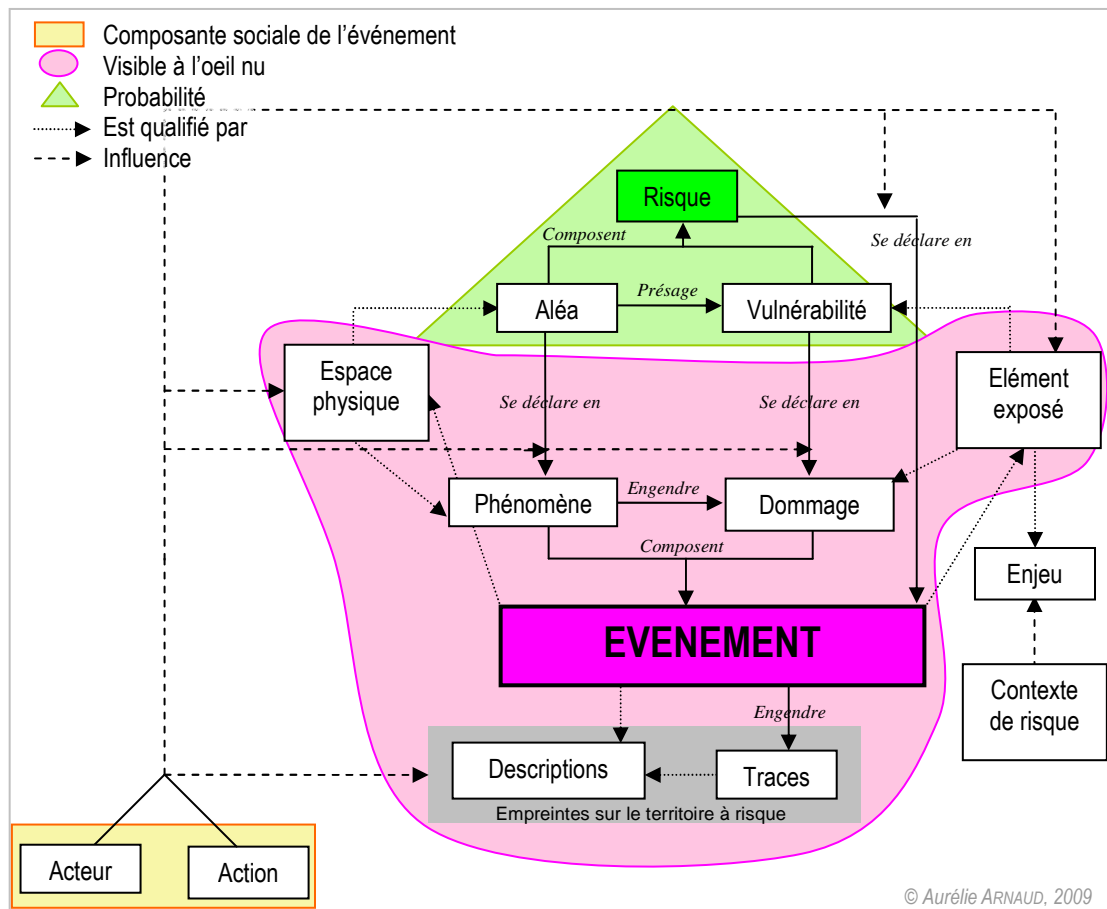 Composante sociale de l'événement
Visible à l'oeil nu
Probabilité
Est qualifié par
Influence
Risque
Composent
Se déclare en
Aléa
Présage
Vulnérabilité
Espace
physique
Elément
exposé
Se déclare en
Se déclare en
Phénomène
Engendre
Dommage
Composent
Enjeu
EVENEMENT
Contexte
de risque
Engendre
Descriptions
Traces
Empreintes sur le territoire à risque
Acteur
Action
© Aurélie ARNAUD, 2009